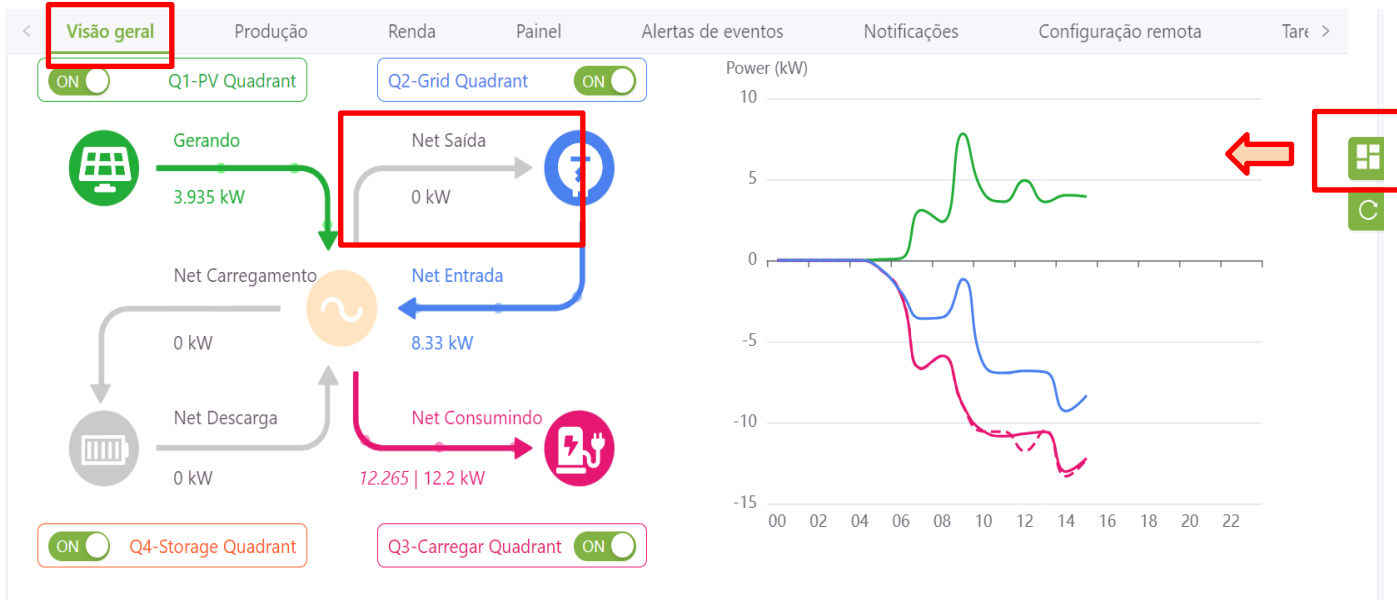 Visão geral
Produção
Renda
Painel
Alertas de eventos
Notificações
Configuração remota
ON Q1-PV Quadrant
Q2-Grid Quadrant ON
Gerando
3.935 kW
Net Saída
0 kW
Net Carregamento
0 kW
Net Entrada
8.33 kW
Net Descarga
0 kW
Net Consumindo
12.265 | 12.2 kW
ON Q4-Storage Quadrant
Q3-Carregar Quadrant ON
Power (kW)
10
5
0
-5
-10
-15
00 02 04 06 08 10 12 14 16 18 20 22